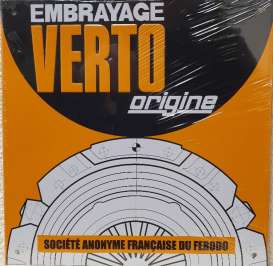 EMBRAYAGE
VERTO
origine
SOCIÉTÉ ANONYME FRANÇAISE DU FERODO